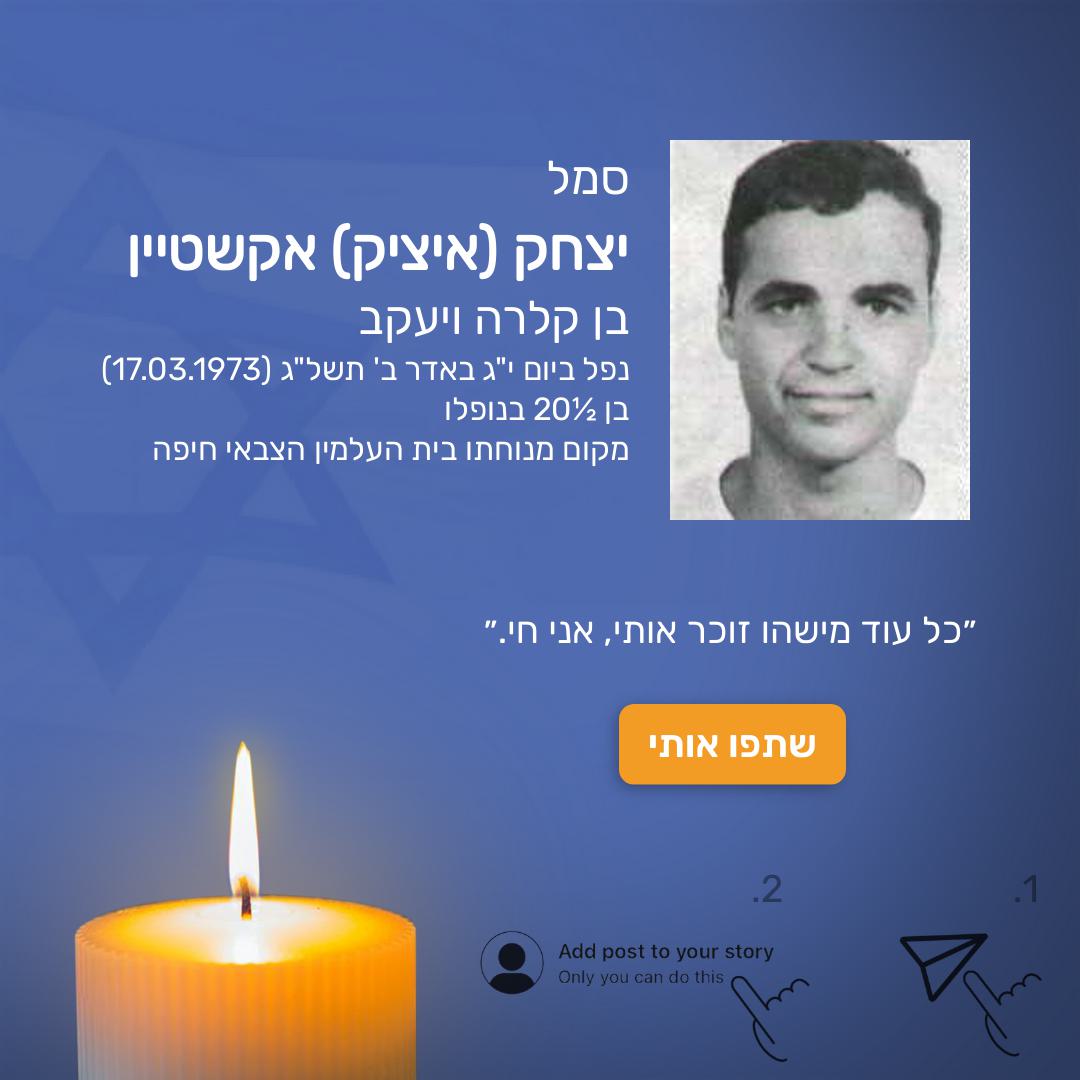 סמל
יצחק (איציק) אקשטיין
בן קלרה ויעקב
נפל ביום י"ג באדר ב' תשל"ג (17.03.1973)
בן 20½ בנופלו
מקום מנוחתו בית העלמין הצבאי חיפה
״כל עוד מישהו זוכר אותי, אני חי.״
שתפו אותי
.1
.2
Add post to your story
Only you can do this